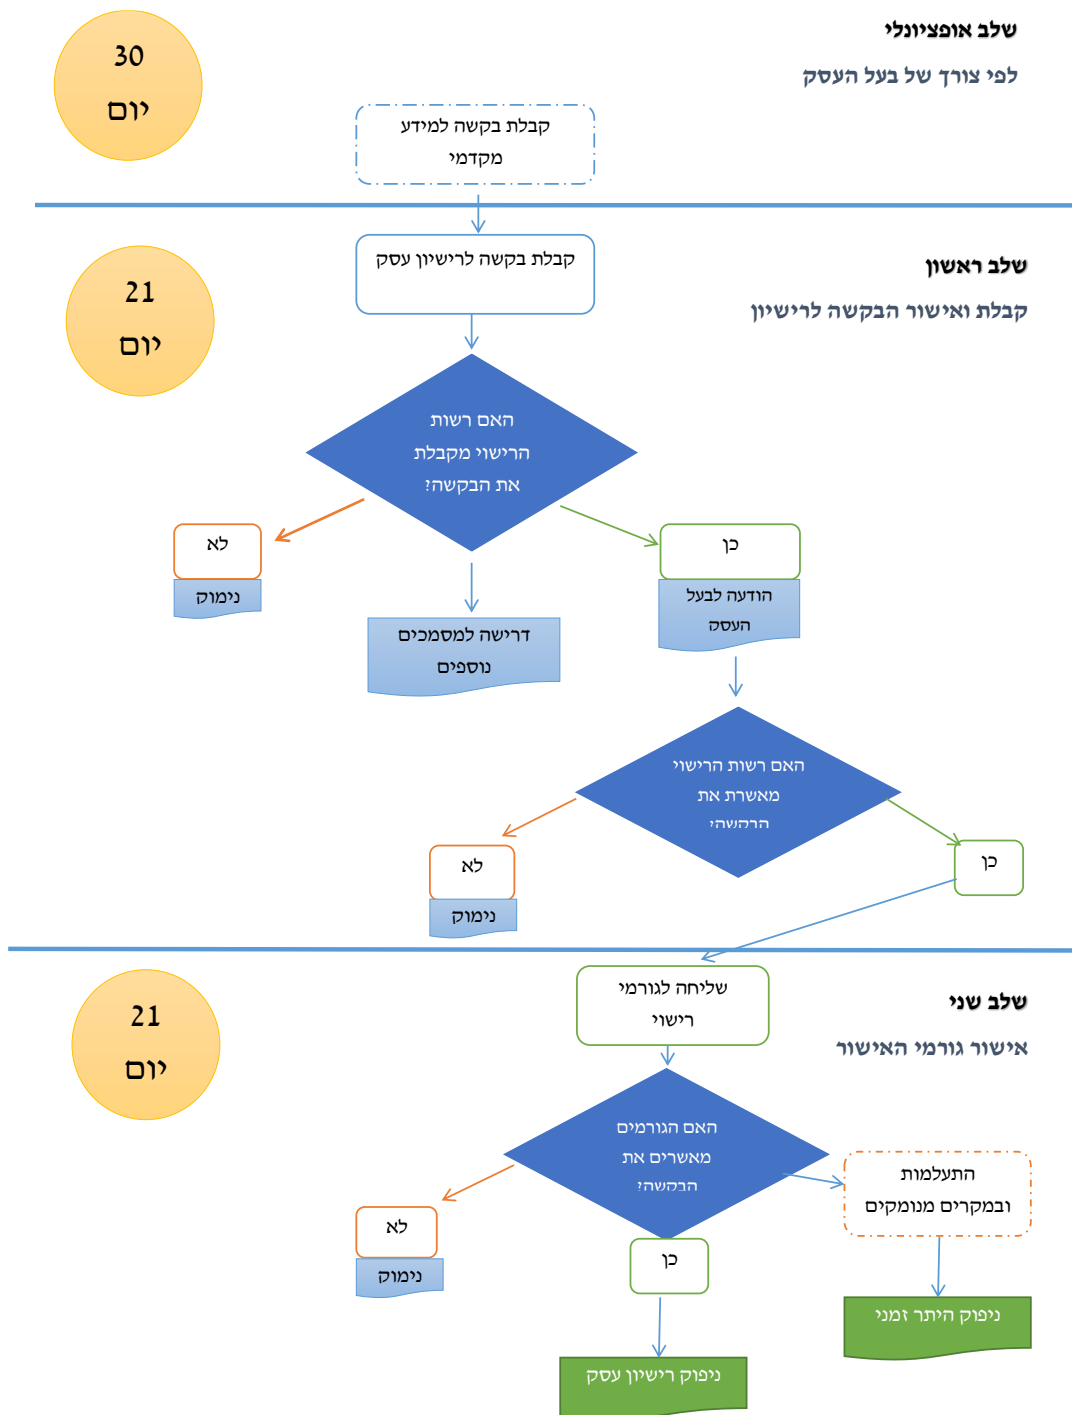 שלב אופציונלי
לפי צורך של בעל העסק
30
יום
קבלת בקשה למידע
מקדמי
שלב ראשון
קבלת ואישור הבקשה לרישיון
21
יום
קבלת בקשה לרישיון עסק
האם רשות
הרישוי מקבלת
את הבקשה?
כן
הודעה לבעל
העסק
דרישה למסמכים
נוספים
לא
נימוק
האם רשות הרישוי
מאשרת את
הבקשה?
כן
לא
נימוק
שלב שני
אישור גורמי האישור
21
יום
שליחה לגורמי
רישוי
האם הגורמים
מאשרים את
הבקשה?
התעלמות
ובמקרים מנומקים
ניפוק היתר זמני
כן
ניפוק רישיון עסק
לא
נימוק